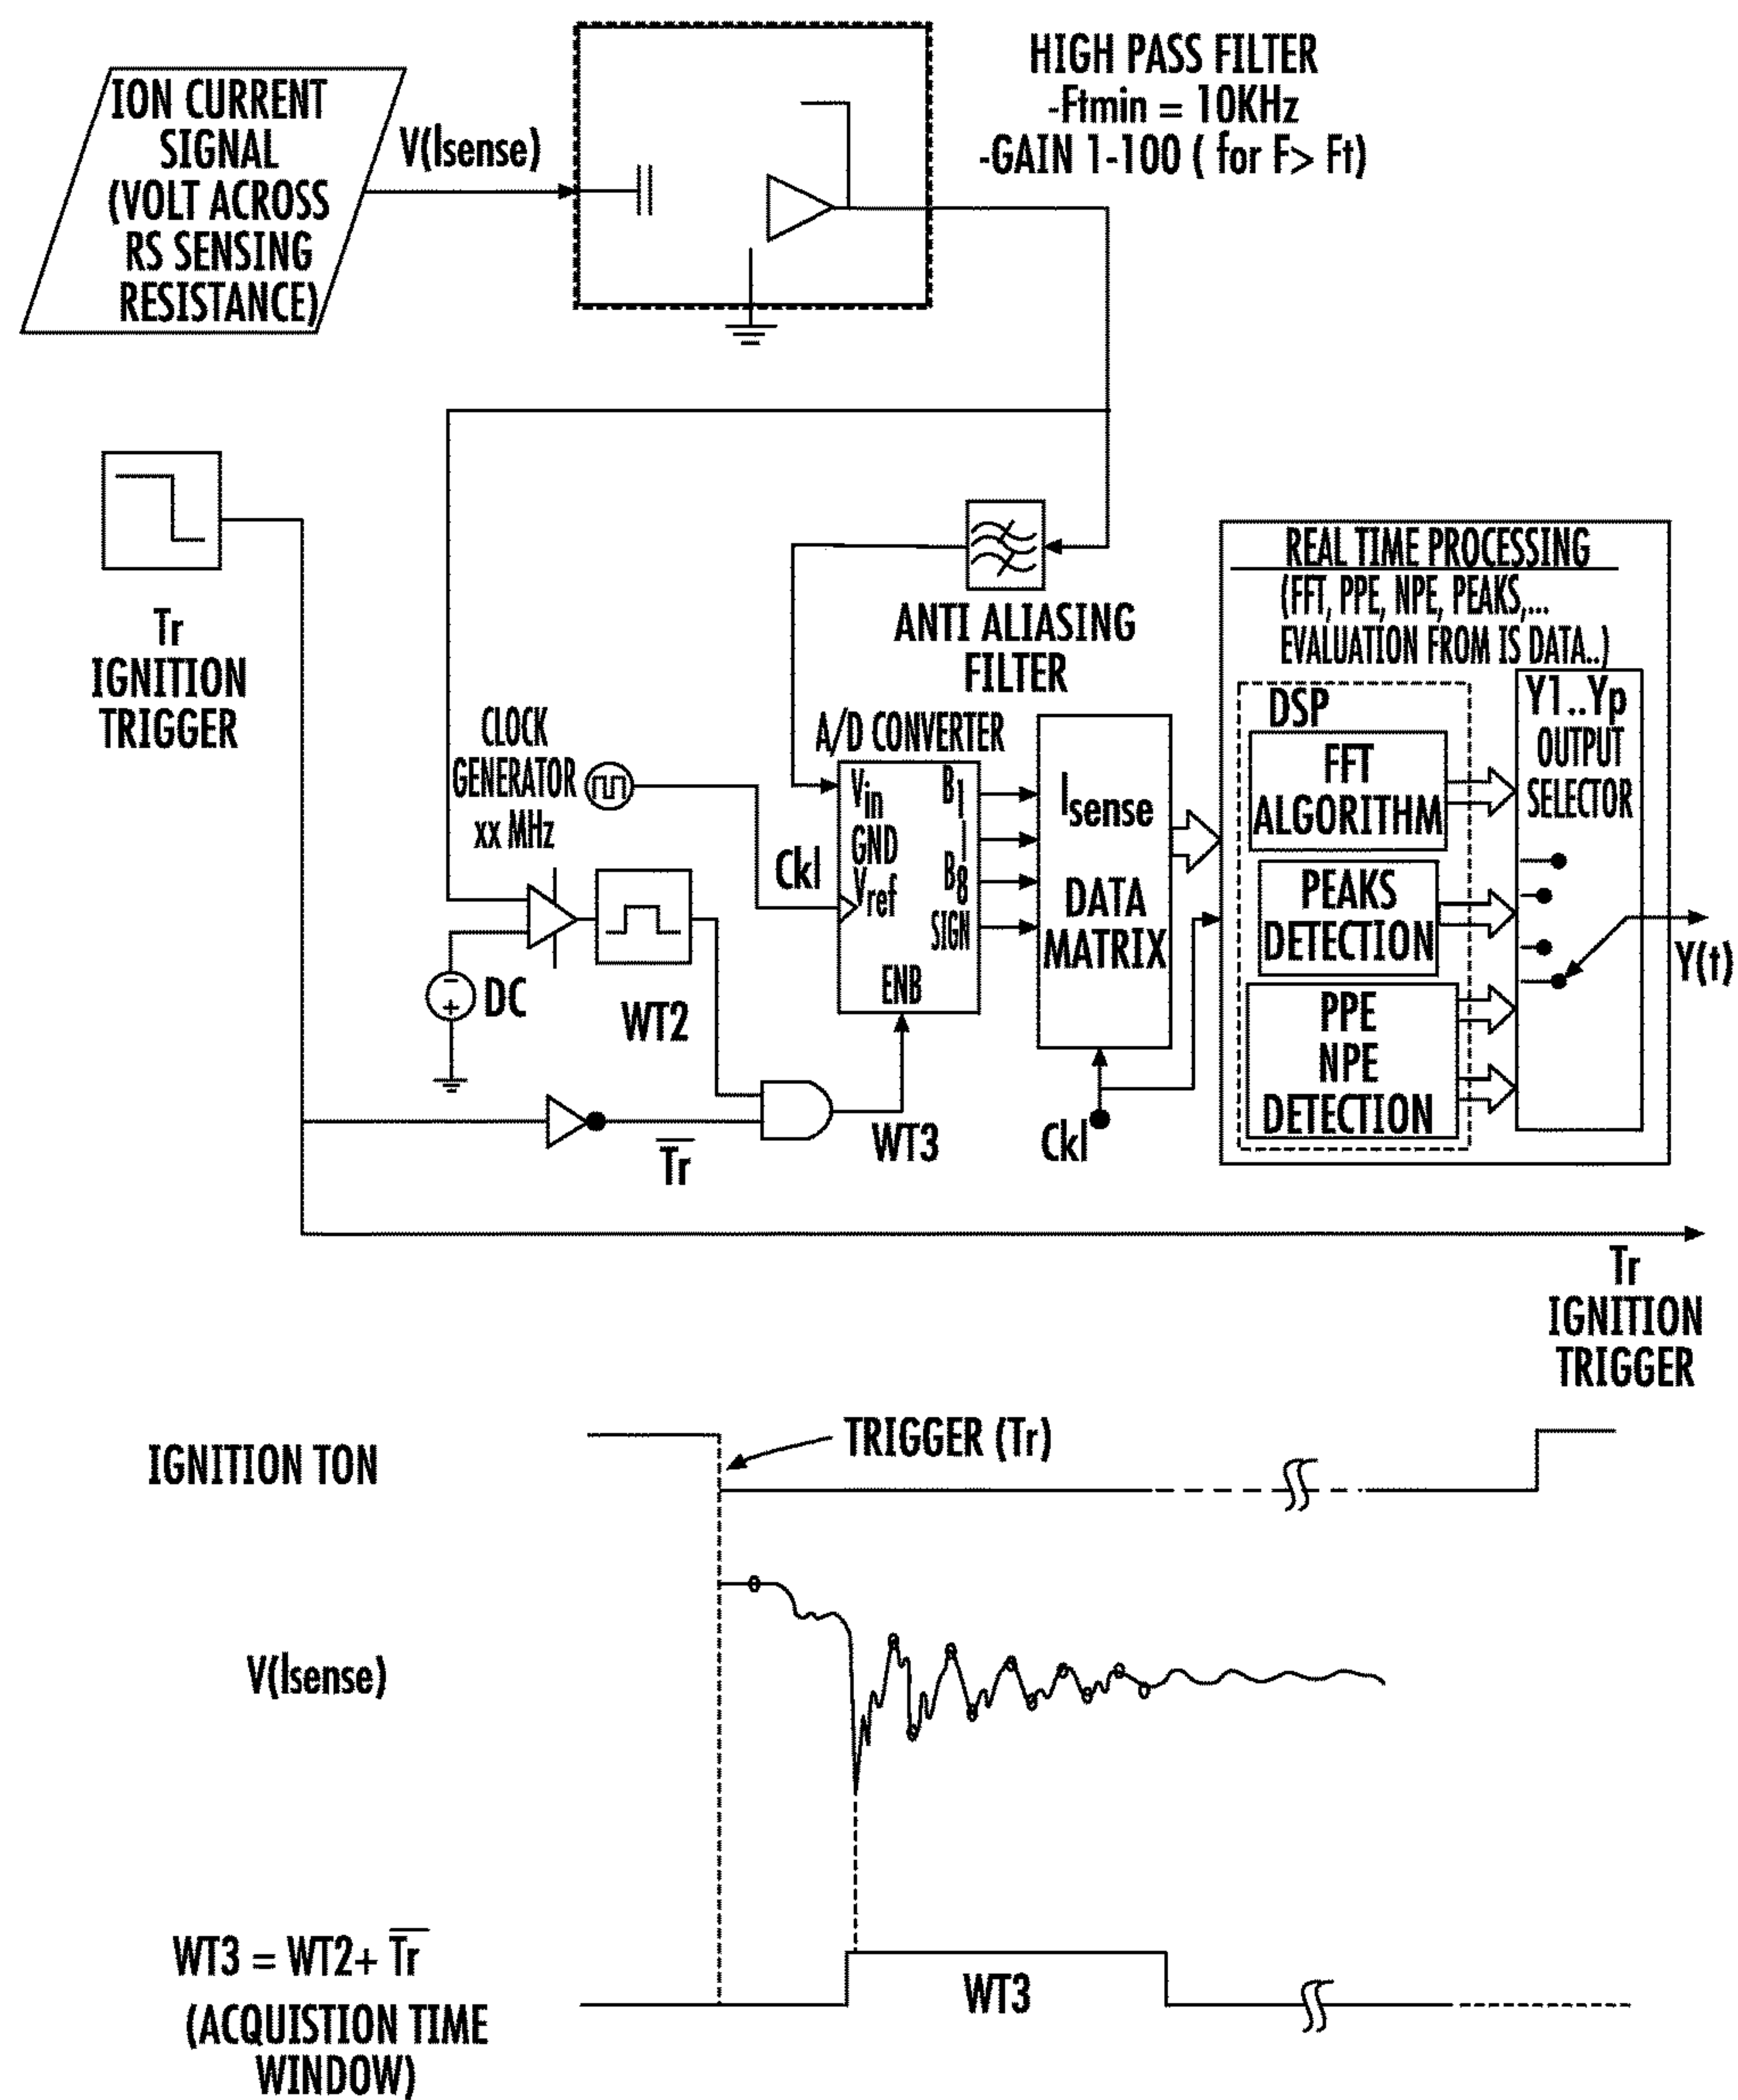 ION CURRENT
SIGNAL
(VOLT ACROSS
RS SENSING
RESISTANCE)
V(Isense)
HIGH PASS FILTER
-Ftmin = 10KHz
-GAIN 1-100 ( for F> Ft)
Tr
IGNITION
TRIGGER
ANTI ALIASING
FILTER
CLOCK
GENERATOR
xx MHz
DC
WT2
Ckl
A/D CONVERTER
Vin
GND
Vref
B1
I
B8
SIGN
ENB
Isense
DATA
MATRIX
Ckl
T̅r̅
WT3
REAL TIME PROCESSING
(FFT, PPE, NPE, PEAKS,...
EVALUATION FROM IS DATA..)
DSP
FFT
ALGORITHM
PEAKS
DETECTION
PPE
NPE
DETECTION
Y1..Yp
OUTPUT
SELECTOR
Y(t)
Tr
IGNITION
TRIGGER
IGNITION TON
TRIGGER (Tr)
V(Isense)
WT3 = WT2+ T̅r̅
(ACQUISTION TIME
WINDOW)
WT3